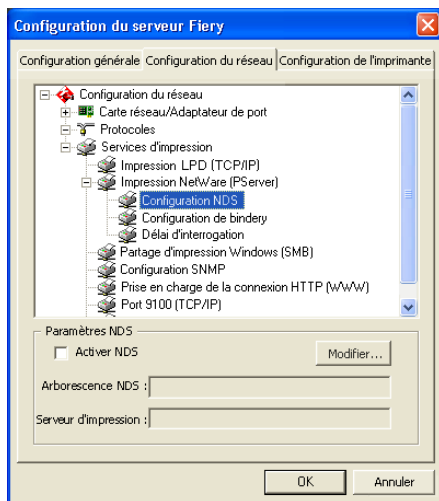 Configuration du serveur Fiery
Configuration générale Configuration du réseau Configuration de l'imprimante
Configuration du réseau
Carte réseau/Adaptateur de port
Protocoles
Services d'impression
Impression LPD (TCP/IP)
Impression NetWare (PServer)
Configuration NDS
Configuration de bindery
Délai d'interrogation
Partage d'impression Windows (SMB)
Configuration SNMP
Prise en charge de la connexion HTTP (WWW)
Port 9100 (TCP/IP)
Paramètres NDS
Activer NDS Modifier...
Arborescence NDS :
Serveur d'impression :
OK Annuler